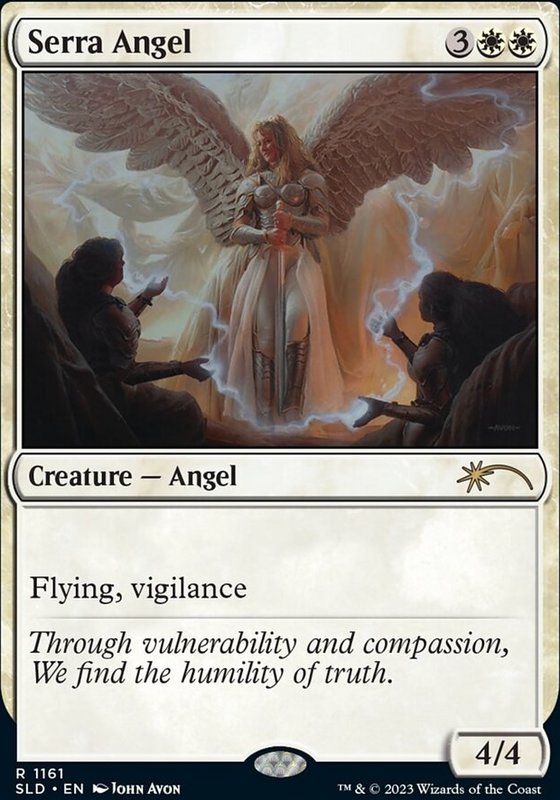 Serra Angel 3
Creature — Angel
Flying, vigilance
Through vulnerability and compassion,
We find the humility of truth.
4/4
R 1161
SLD • EN John Avon
™ & © 2023 Wizards of the Coast